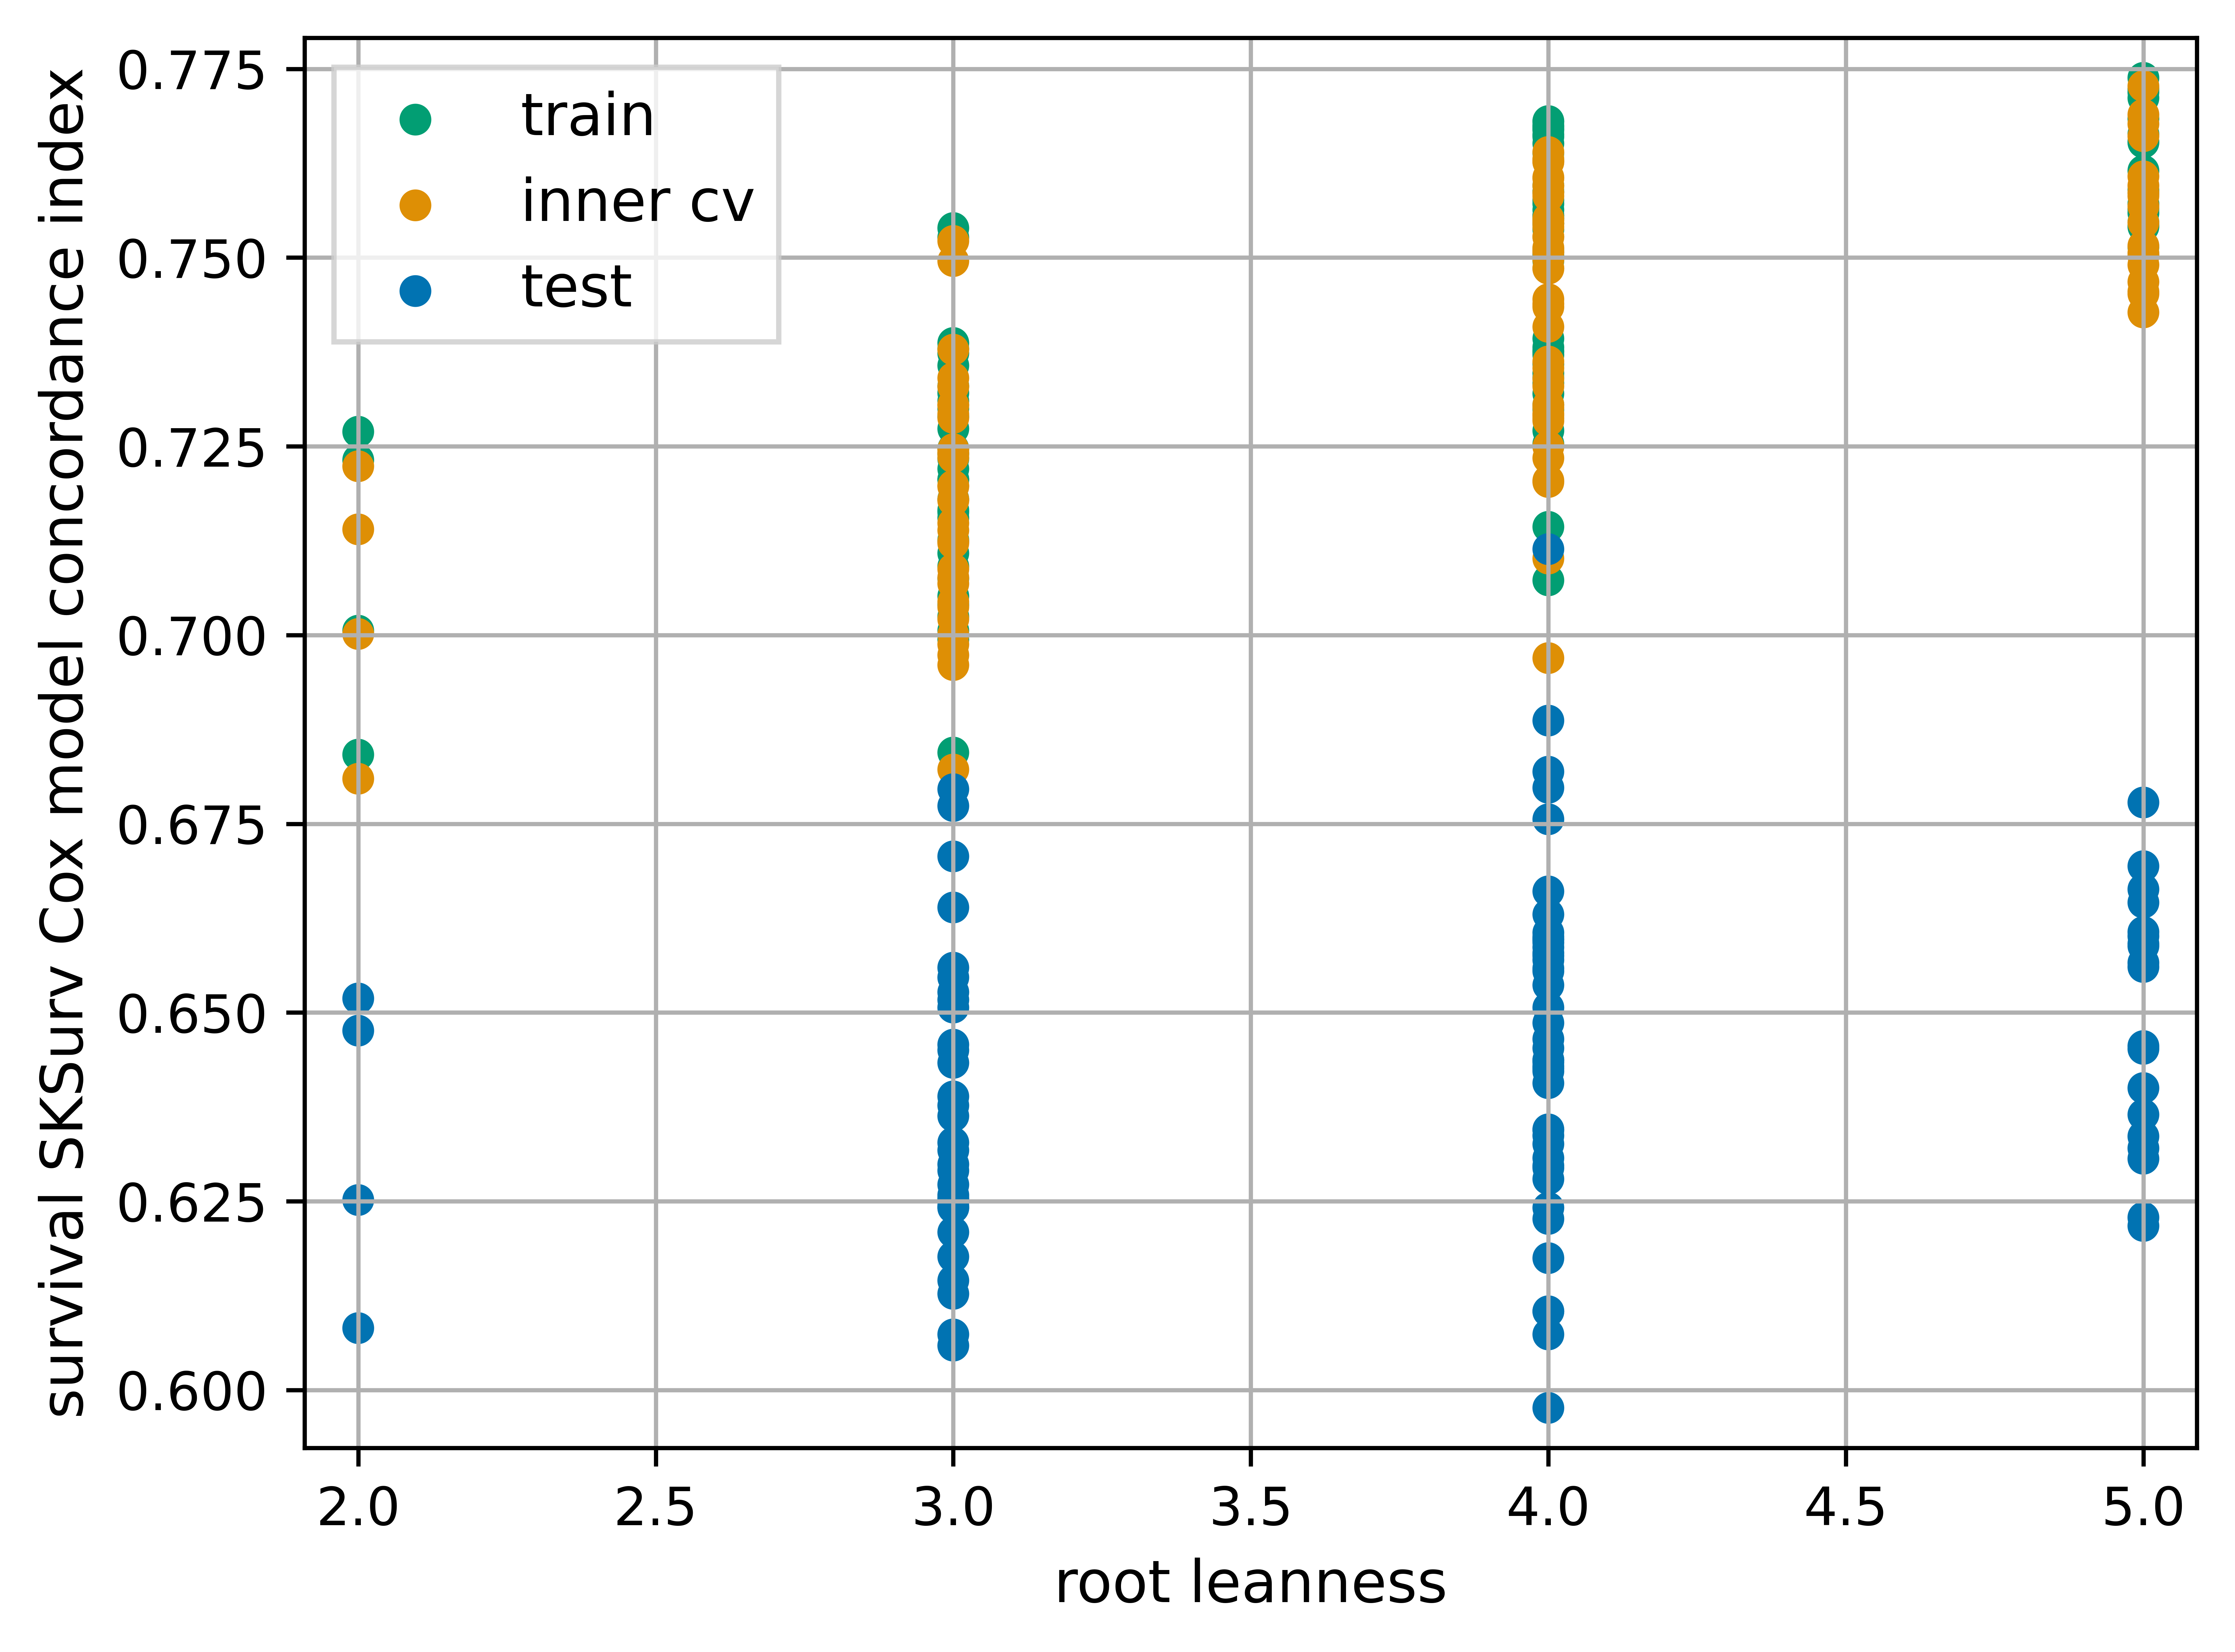 survival SKSurv Cox model concordance index
0.775
0.750
0.725
0.700
0.675
0.650
0.625
0.600
train
inner cv
test
2.0 2.5 3.0 3.5 4.0 4.5 5.0
root leanness